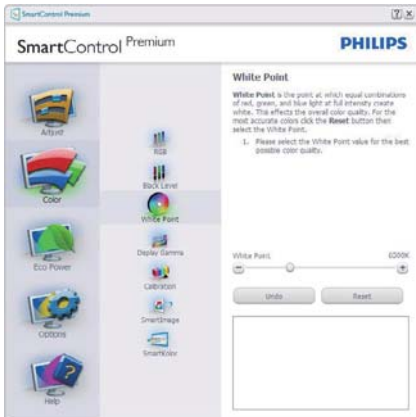 SmartControl Premium
SmartControl Premium
PHILIPS
Adjust
Color
Eco Power
Options
Help
RGB
Black Level
White Point
Display Gamma
Calibration
SmartImage
SmartKolor
White Point
White Point is the point at which equal combinations
of red, green, and blue light at full intensity create
white. This effects the overall color quality. For the
most accurate colors click the Reset button then
select the White Point.
1. Please select the White Point value for the best
possible color quality.
White Point
6000K
Undo
Reset